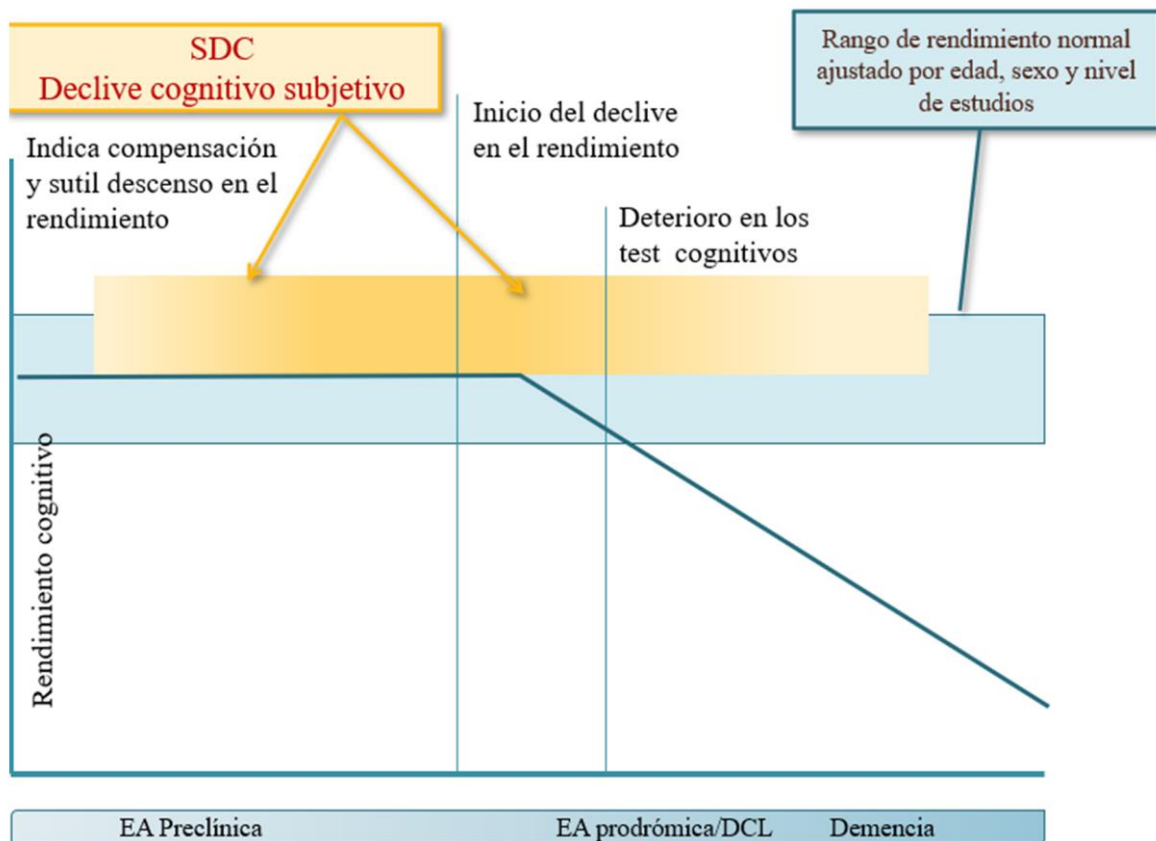 SDC
Declive cognitivo subjetivo
Rango de rendimiento normal
ajustado por edad, sexo y nivel
de estudios
Indica compensación
y sutil descenso en el
rendimiento
Inicio del declive
en el rendimiento
Deterioro en los
test cognitivos
Rendimiento cognitivo
EA Preclínica
EA prodrómica/DCL
Demencia